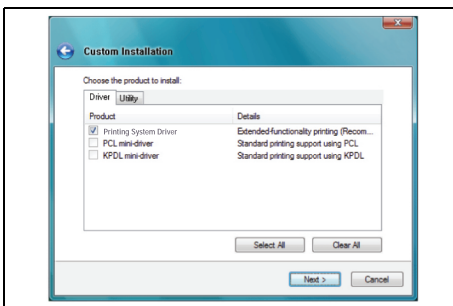 Custom Installation
Choose the product to install:
Driver Utility
Product Details
Printing System Driver Extended-functionality printing (Recom...
PCL mini-driver Standard printing support using PCL
KPDL mini-driver Standard printing support using KPDL
Select All Clear All
Next > Cancel